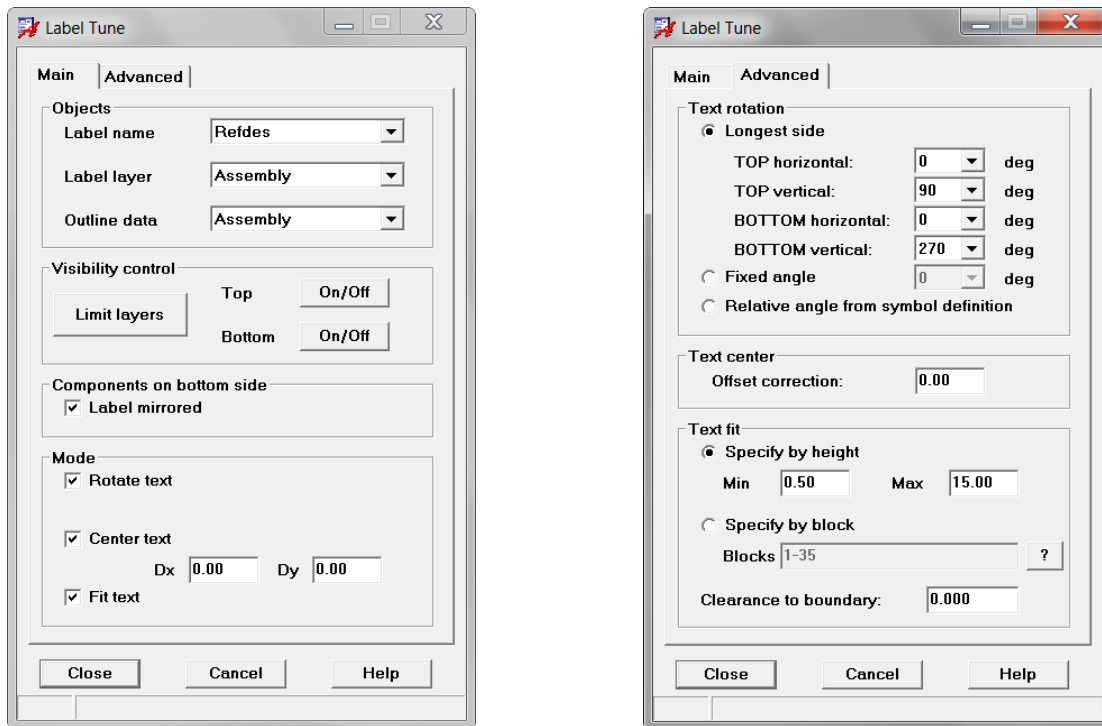 Label Tune
Main Advanced
Objects
Label name Refdes
Label layer Assembly
Outline data Assembly
Visibility control
Limit layers
Top On/Off
Bottom On/Off
Components on bottom side
Label mirrored
Mode
Rotate text
Center text
Dx 0.00 Dy 0.00
Fit text
Close Cancel Help
Label Tune
Main Advanced
Text rotation
Longest side
TOP horizontal: 0 deg
TOP vertical: 90 deg
BOTTOM horizontal: 0 deg
BOTTOM vertical: 270 deg
Fixed angle 0 deg
Relative angle from symbol definition
Text center
Offset correction: 0.00
Text fit
Specify by height
Min 0.50 Max 15.00
Specify by block
Blocks 1-35 ?
Clearance to boundary: 0.000
Close Cancel Help